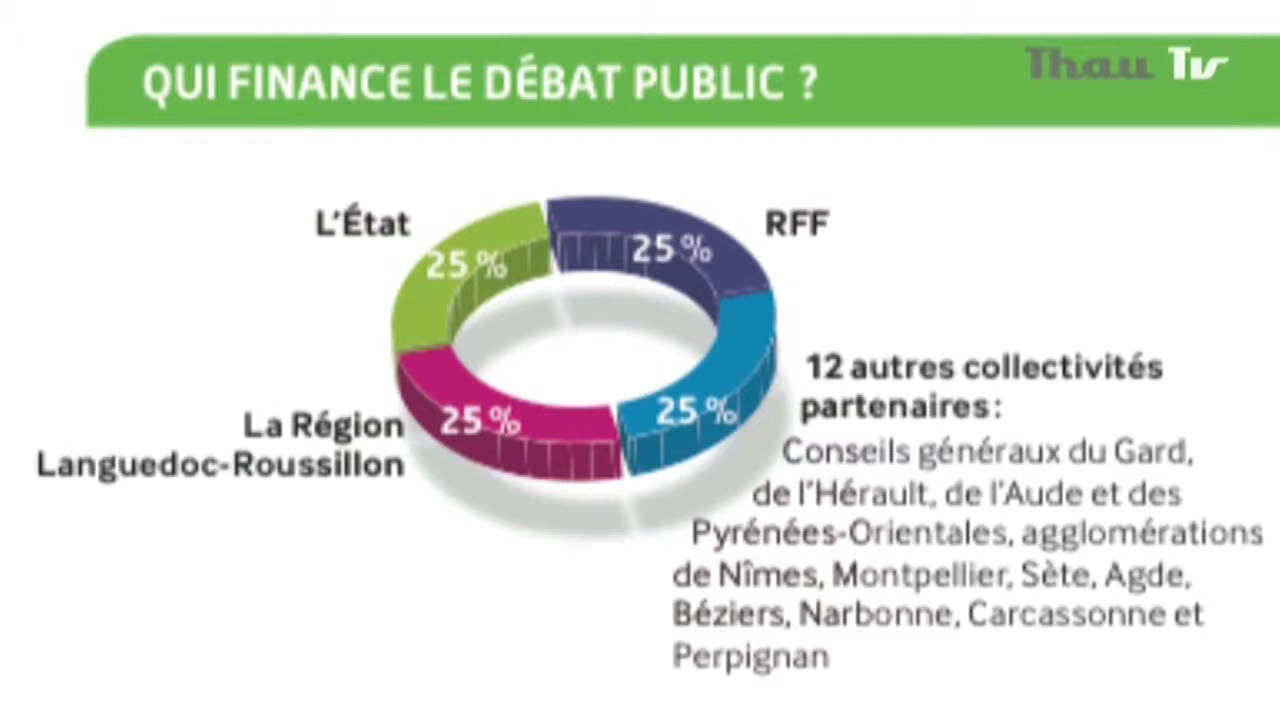 QUI FINANCE LE DÉBAT PUBLIC ?
Thau Tv
L'État
25 %
25 %
RFF
La Région
Languedoc-Roussillon
25 %
25 %
12 autres collectivités
partenaires :
Conseils généraux du Gard,
de l'Hérault, de l'Aude et des
Pyrénées-Orientales, agglomérations
de Nîmes, Montpellier, Sète, Agde,
Béziers, Narbonne, Carcassonne et
Perpignan